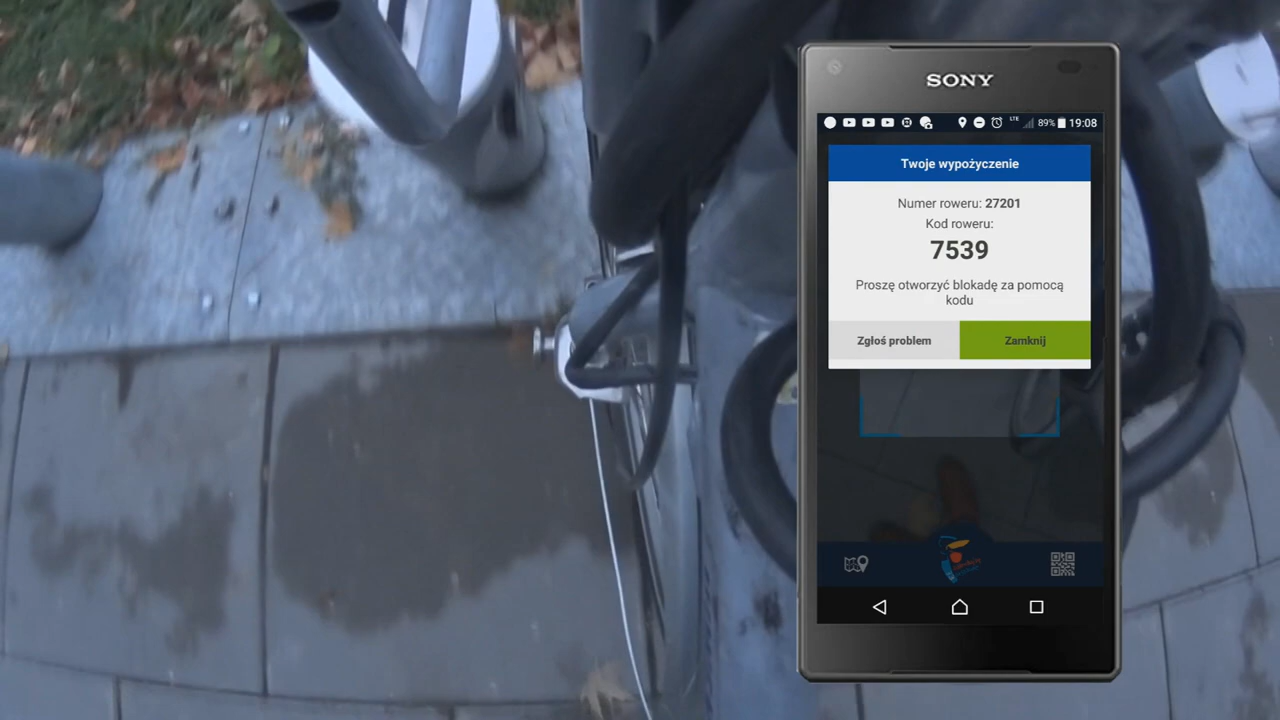 SONY
LTE 89% 19:08
Twoje wypożyczenie
Numer roweru: 27201
Kod roweru:
7539
Proszę otworzyć blokadę za pomocą
kodu
Zgłoś problem
Zamknij